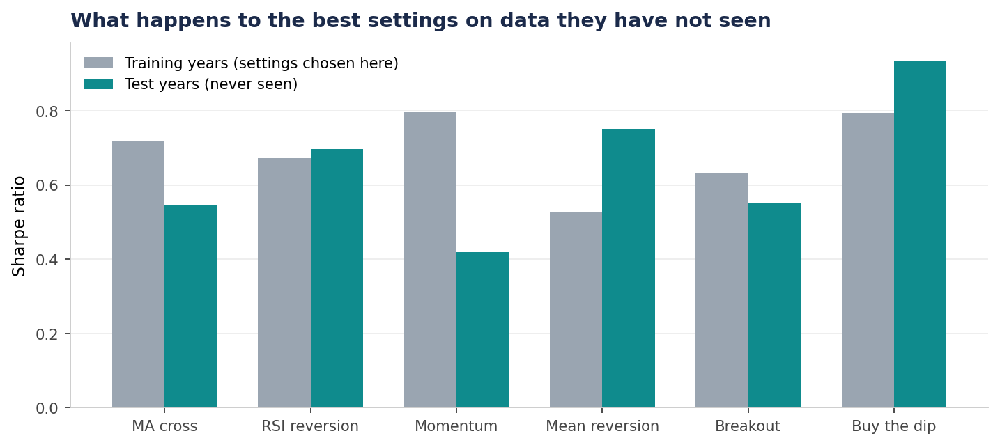 What happens to the best settings on data they have not seen
Training years (settings chosen here)
Test years (never seen)
Sharpe ratio
0.8
0.6
0.4
0.2
0.0
MA cross
RSI reversion
Momentum
Mean reversion
Breakout
Buy the dip